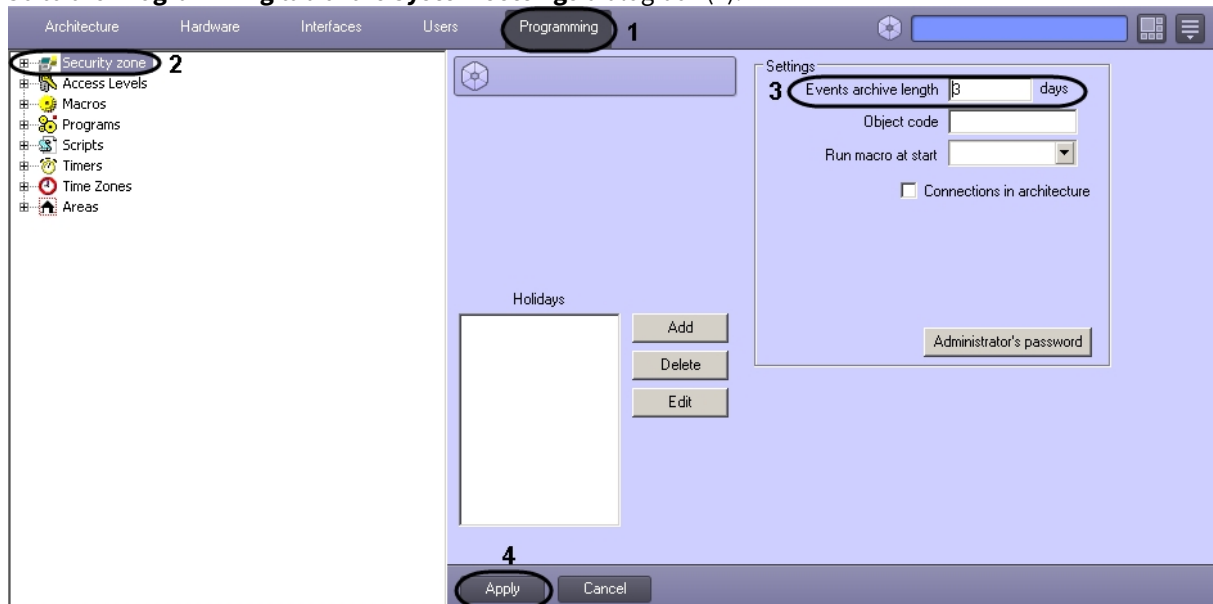 Architecture Hardware Interfaces Users Programming 1
Security zone 2
Access Levels
Macros
Programs
Scripts
Timers
Time Zones
Areas
Settings
3 Events archive length 3 days
Object code
Run macro at start
Connections in architecture
Administrator's password
Holidays
Add
Delete
Edit
4
Apply Cancel